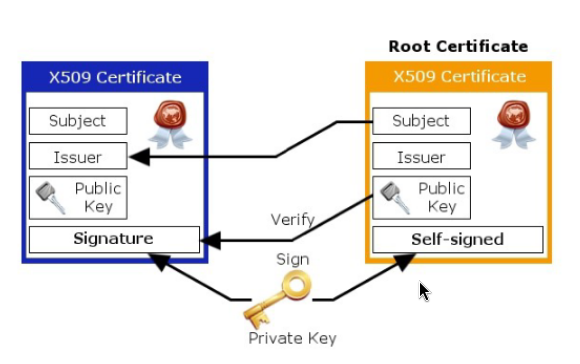 Root Certificate
X509 Certificate
Subject
Issuer
Public
Key
Signature
X509 Certificate
Subject
Issuer
Public
Key
Self-signed
Verify
Sign
Private Key